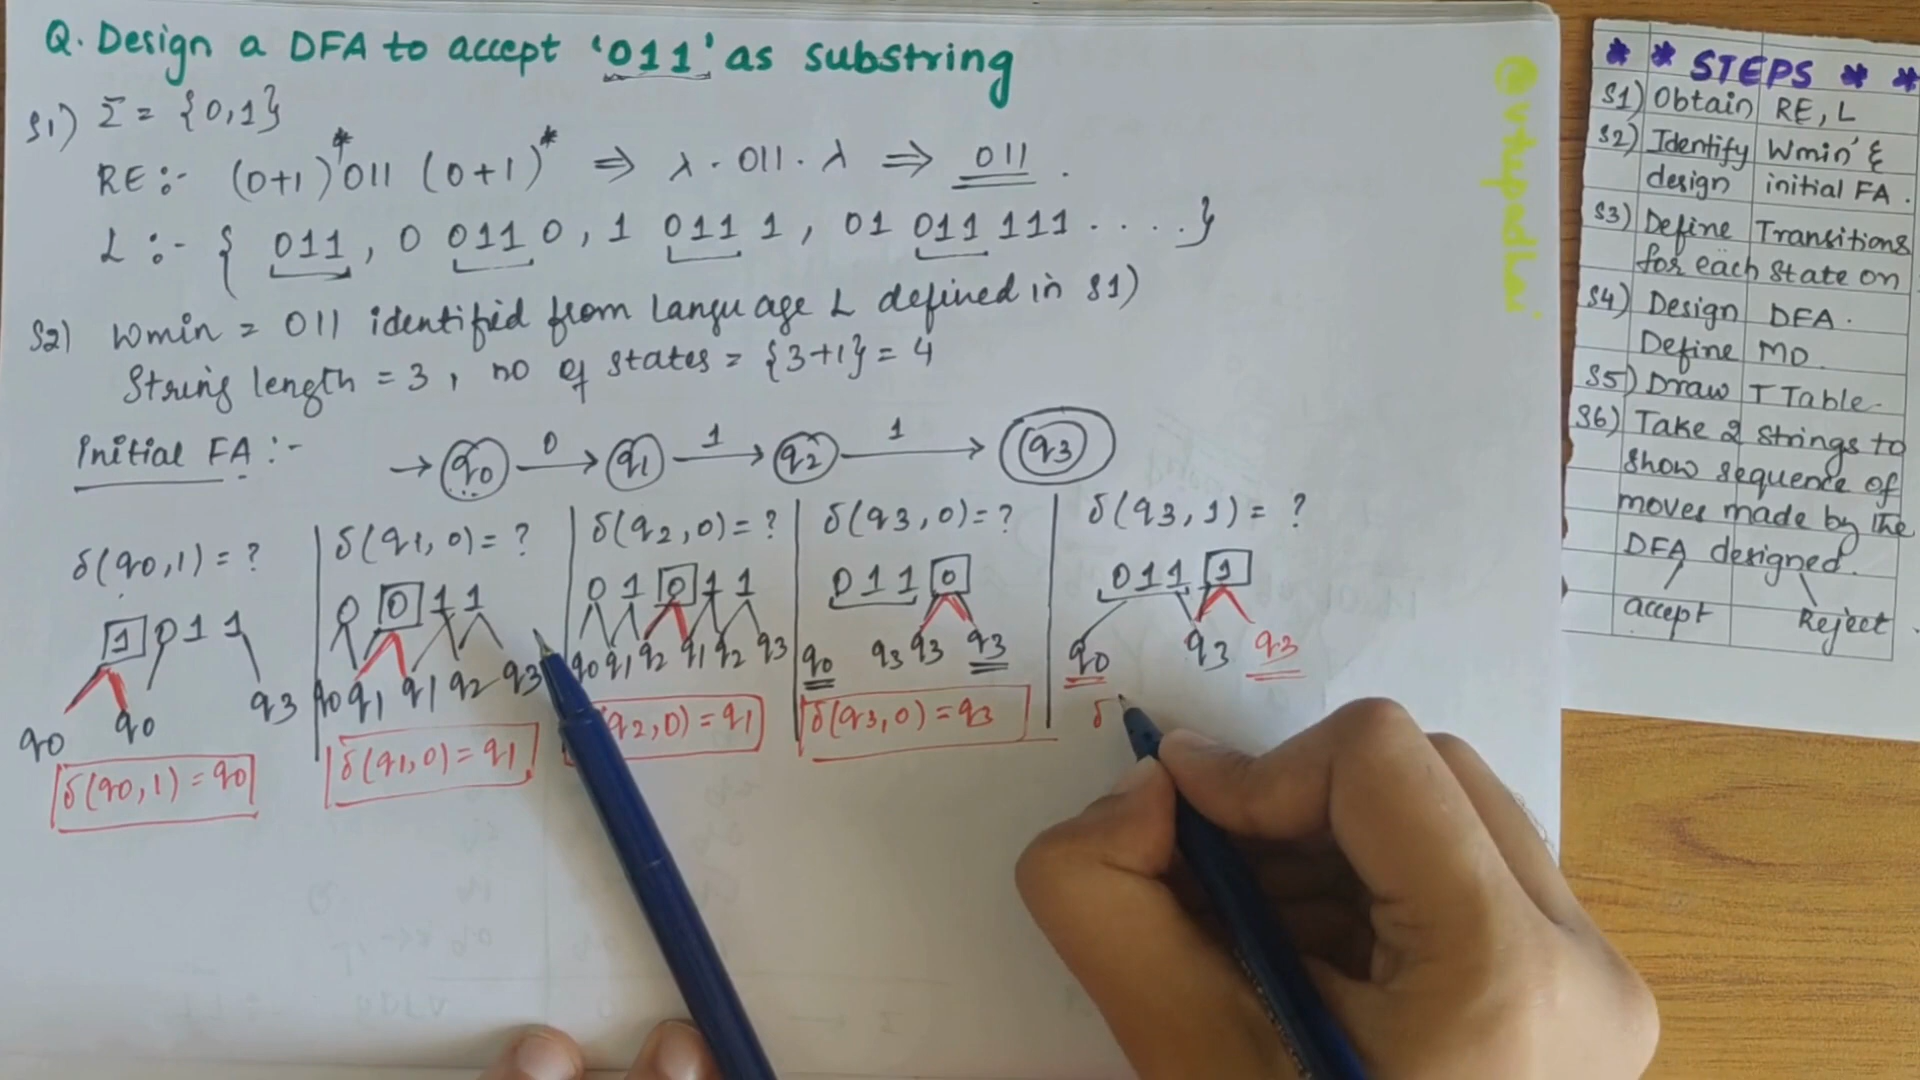 Q. Design a DFA to accept '011' as substring
S1) Σ = {0,1}
RE :- (0+1)*011 (0+1)* ⇒ λ . 011 . λ ⇒ 011 .
L :- { 011, 0 011 0, 1 011 1, 01 011 111 . . . . }
S2) Wmin = 011 identifid from Language L defined in S1)
String length = 3, no of states = {3+1} = 4
Initial FA :- → q0 0 → q1 1 → q2 1 → q3
δ(q0,1) = ?
1 0 1 1
q0 q0 q3
δ(q0,1) = q0
δ(q1,0) = ?
0 0 1 1
q0 q1 q1 q2 q3
δ(q1,0) = q1
δ(q2,0) = ?
0 1 0 1 1
q0 q1 q2 q1 q2 q3
q2,0) = q1
δ(q3,0) = ?
0 1 1 0
q0 q3 q3 q3
δ(q3,0) = q3
δ(q3,1) = ?
0 1 1 1
q0 q3 q3
δ
@vtupadhai
* * STEPS * *
S1) Obtain RE, L
S2) Identify Wmin' &
design initial FA .
S3) Define Transitions
for each state on
S4) Design DFA .
Define MD.
S5) Draw T Table.
S6) Take 2 strings to
show sequence of
moves made by the
DFA designed.
accept Reject